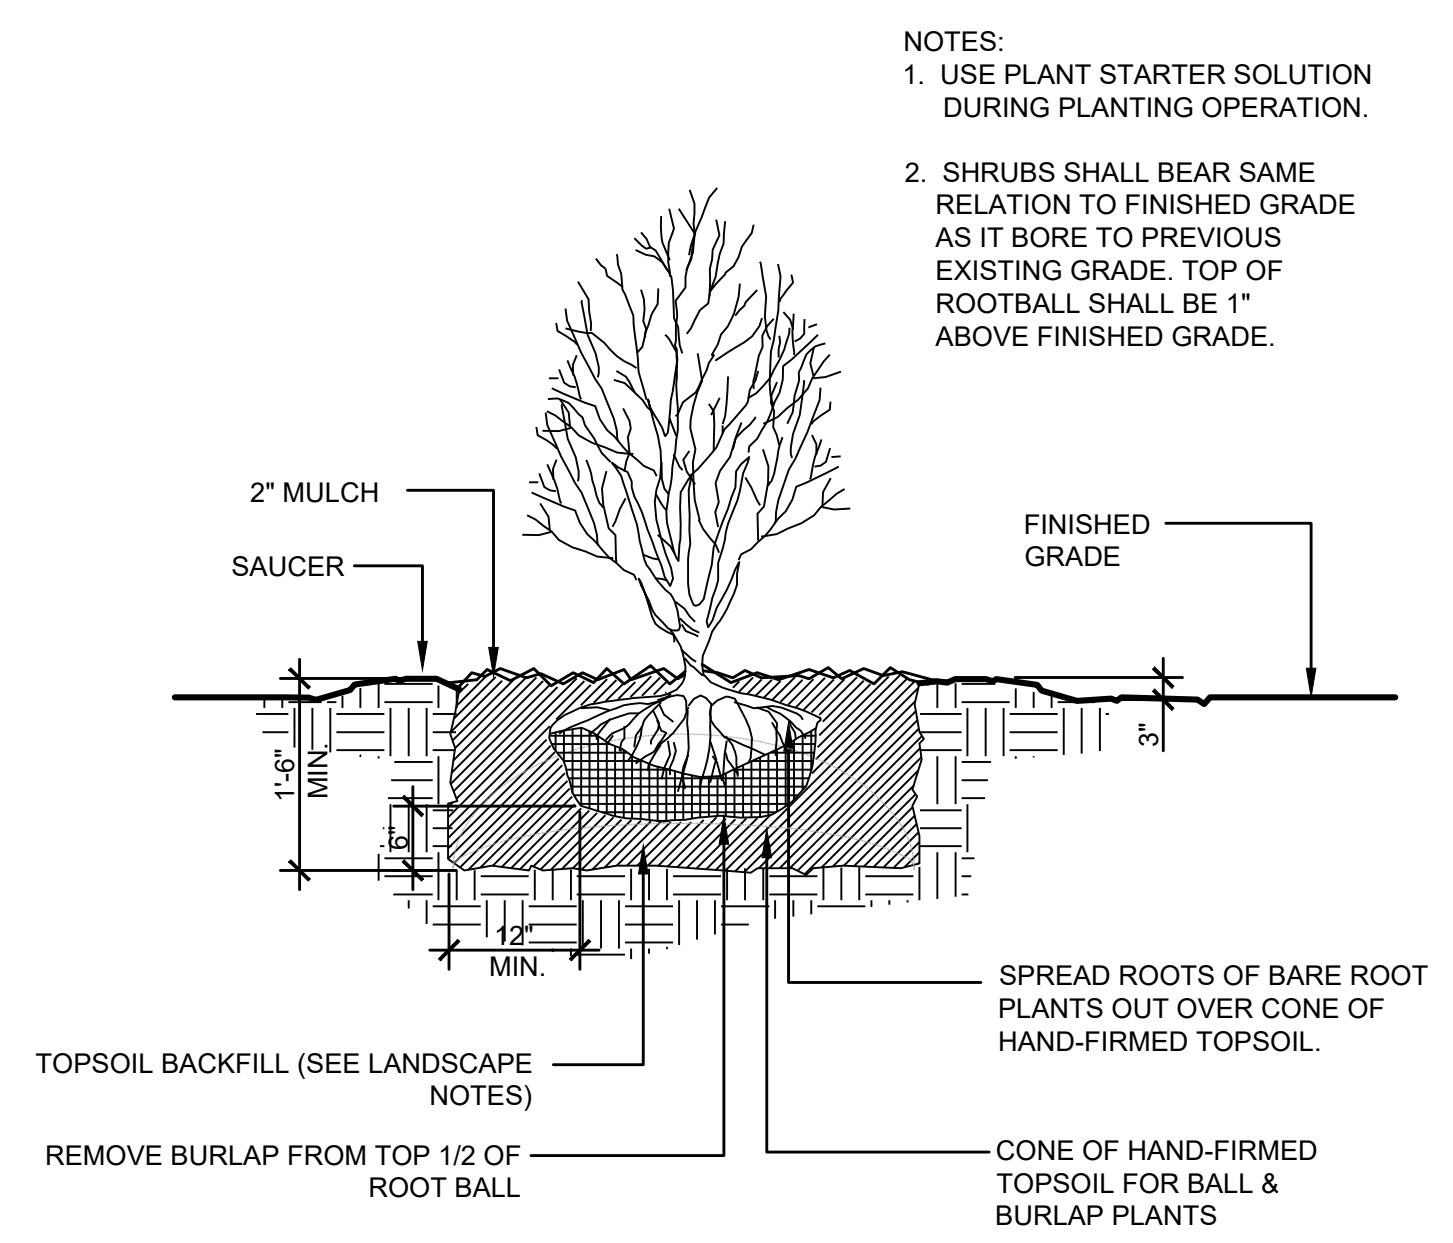 NOTES:
1. USE PLANT STARTER SOLUTION
DURING PLANTING OPERATION.
2. SHRUBS SHALL BEAR SAME
RELATION TO FINISHED GRADE
AS IT BORE TO PREVIOUS
EXISTING GRADE. TOP OF
ROOTBALL SHALL BE 1"
ABOVE FINISHED GRADE.
2" MULCH
SAUCER
FINISHED
GRADE
1'-6"
MIN.
6"
3"
12"
MIN.
SPREAD ROOTS OF BARE ROOT
PLANTS OUT OVER CONE OF
HAND-FIRMED TOPSOIL.
TOPSOIL BACKFILL (SEE LANDSCAPE
NOTES)
REMOVE BURLAP FROM TOP 1/2 OF
ROOT BALL
CONE OF HAND-FIRMED
TOPSOIL FOR BALL &
BURLAP PLANTS